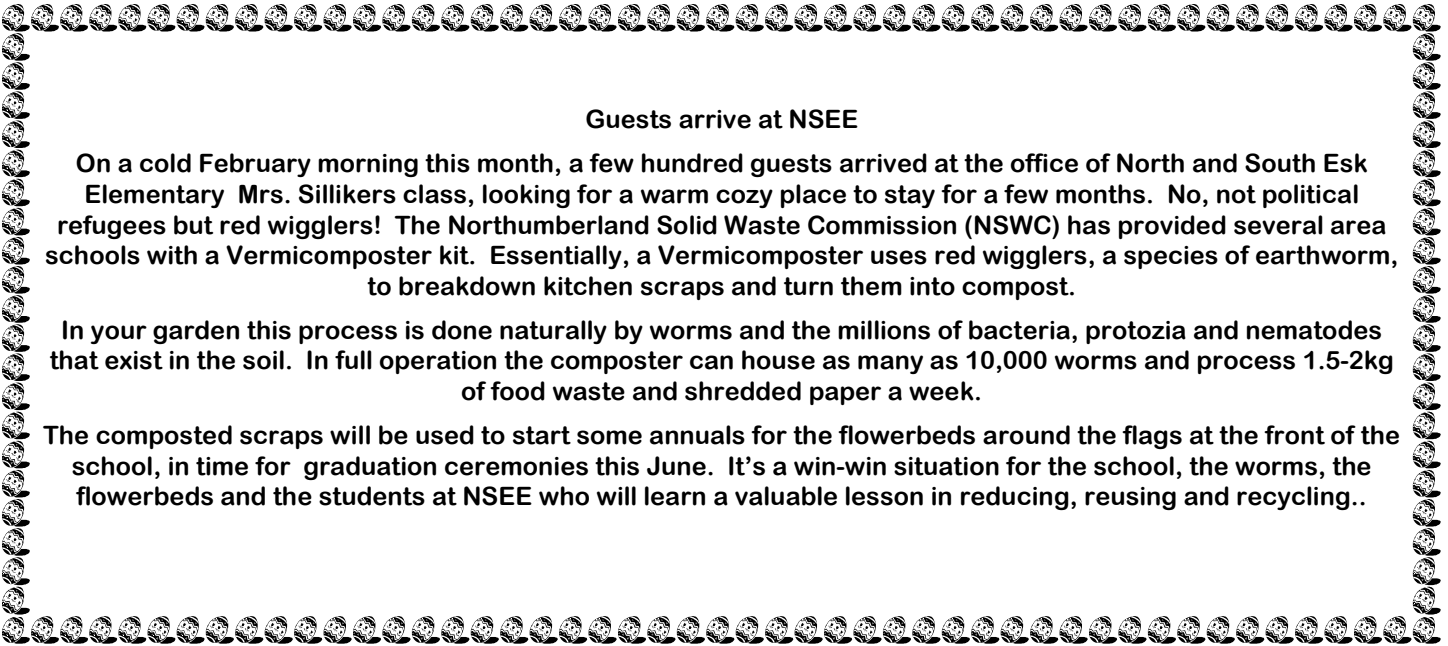 Guests arrive at NSEE
On a cold February morning this month, a few hundred guests arrived at the office of North and South Esk
Elementary  Mrs. Sillikers class, looking for a warm cozy place to stay for a few months.  No, not political
refugees but red wigglers!  The Northumberland Solid Waste Commission (NSWC) has provided several area
schools with a Vermicomposter kit.  Essentially, a Vermicomposter uses red wigglers, a species of earthworm,
to breakdown kitchen scraps and turn them into compost.
In your garden this process is done naturally by worms and the millions of bacteria, protozia and nematodes
that exist in the soil.  In full operation the composter can house as many as 10,000 worms and process 1.5-2kg
of food waste and shredded paper a week.
The composted scraps will be used to start some annuals for the flowerbeds around the flags at the front of the
school, in time for  graduation ceremonies this June.  It’s a win-win situation for the school, the worms, the
flowerbeds and the students at NSEE who will learn a valuable lesson in reducing, reusing and recycling..